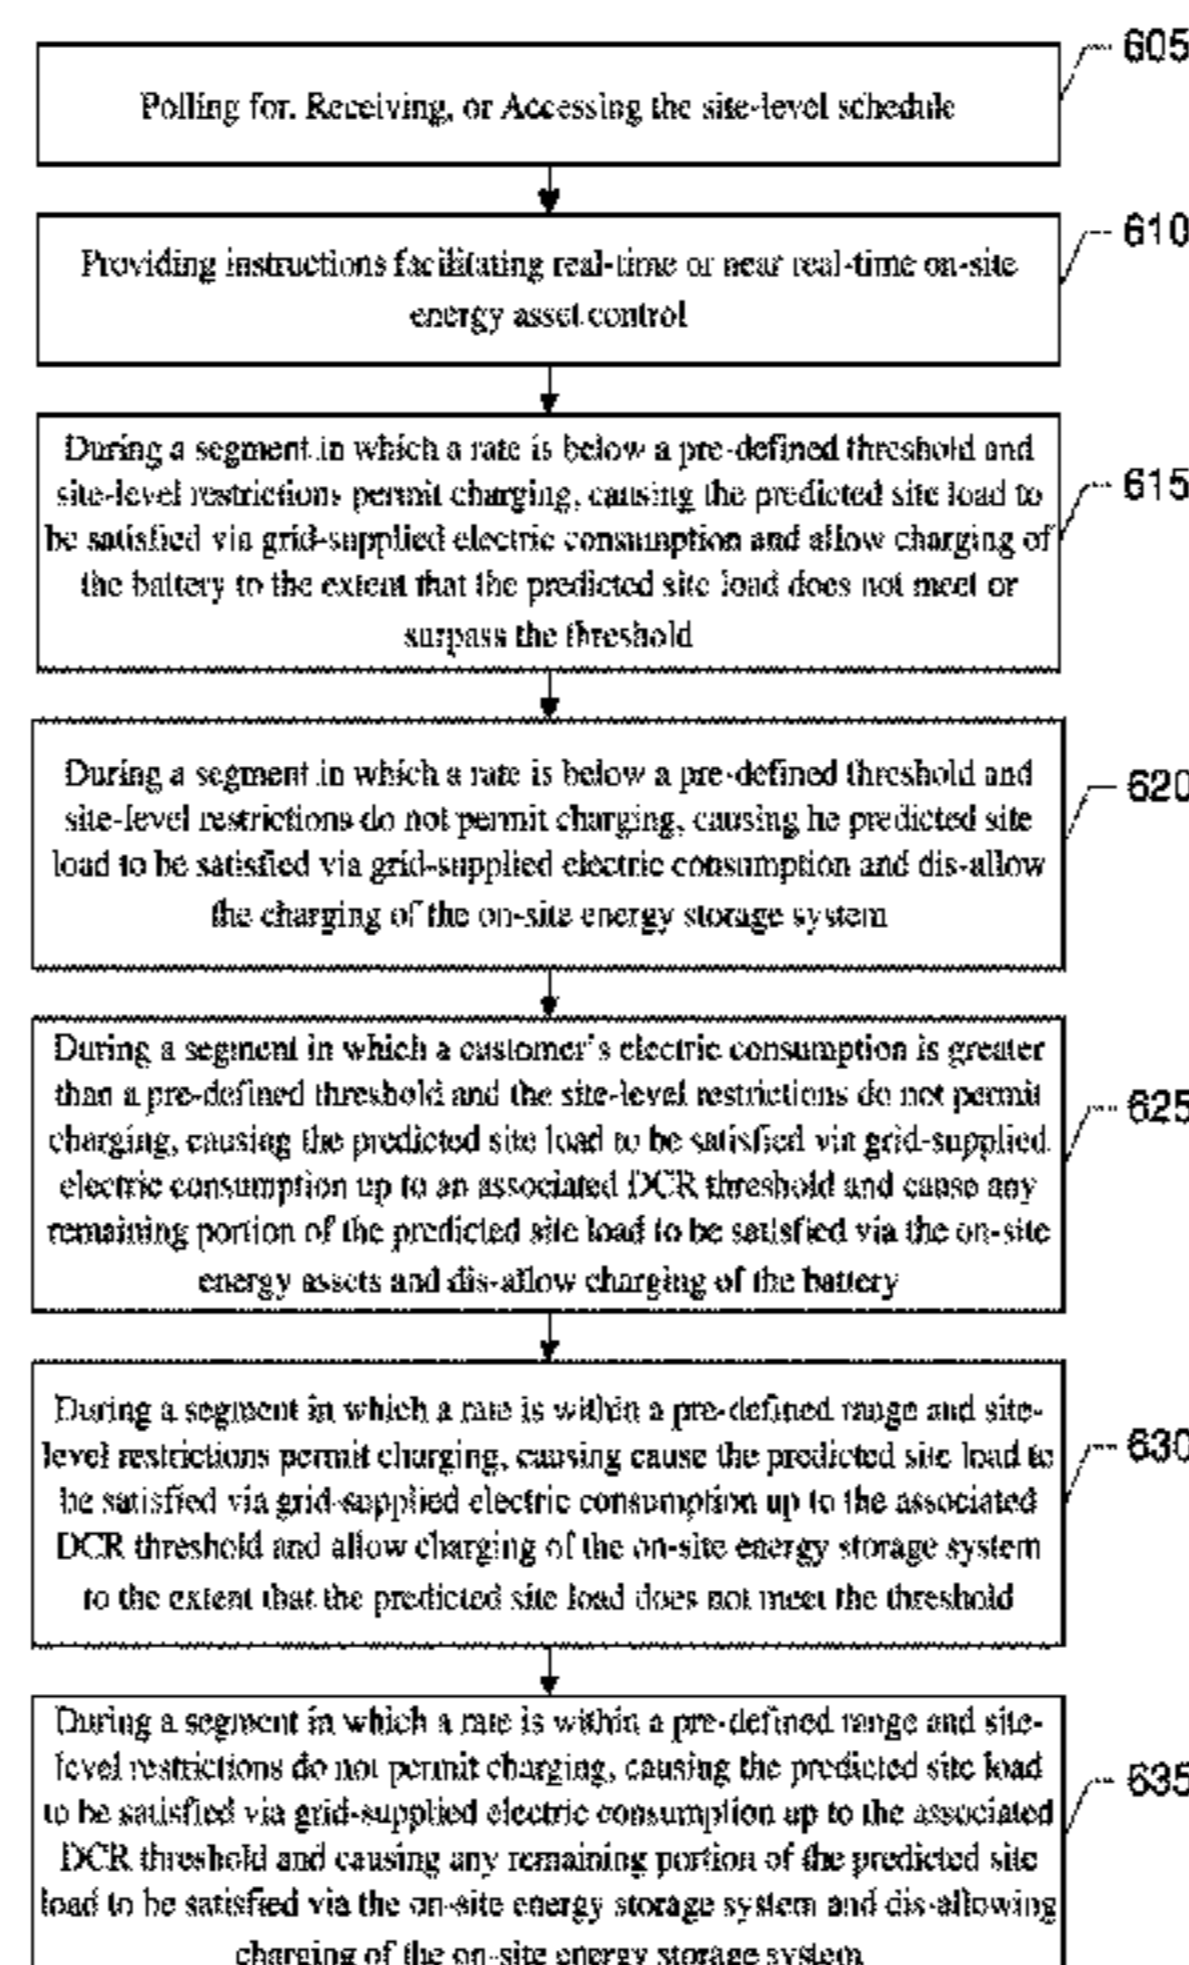 605
Polling for, Receiving, or Accessing the site-level schedule
610
Providing instructions facilitating real-time or near real-time on-site
energy asset control
During a segment in which a rate is below a pre-defined threshold and
615
site-level restrictions permit charging, causing the predicted site load to
be satisfied via grid-supplied electric consumption and allow charging of
the battery to the extent that the predicted site load does not meet or
surpass the threshold
During a segment in which a rate is below a pre-defined threshold and
620
site-level restrictions do not permit charging, causing he predicted site
load to be satisfied via grid-supplied electric consumption and dis-allow
the charging of the on-site energy storage system
During a segment in which a customer's electric consumption is greater
than a pre-defined threshold and the site-level restrictions do not permit
625
charging, causing the predicted site load to be satisfied via grid-supplied
electric consumption up to an associated DCR threshold and cause any
remaining portion of the predicted site load to be satisfied via the on-site
energy assets and dis-allow charging of the battery
During a segment in which a rate is within a pre-defined range and site-
630
level restrictions permit charging, causing cause the predicted site load to
be satisfied via grid-supplied electric consumption up to the associated
DCR threshold and allow charging of the on-site energy storage system
to the extent that the predicted site load does not meet the threshold
During a segment in which a rate is within a pre-defined range and site-
635
level restrictions do not permit charging, causing the predicted site load
to be satisfied via grid-supplied electric consumption up to the associated
DCR threshold and causing any remaining portion of the predicted site
load to be satisfied via the on-site energy storage system and dis-allowing
charging of the on-site energy storage system